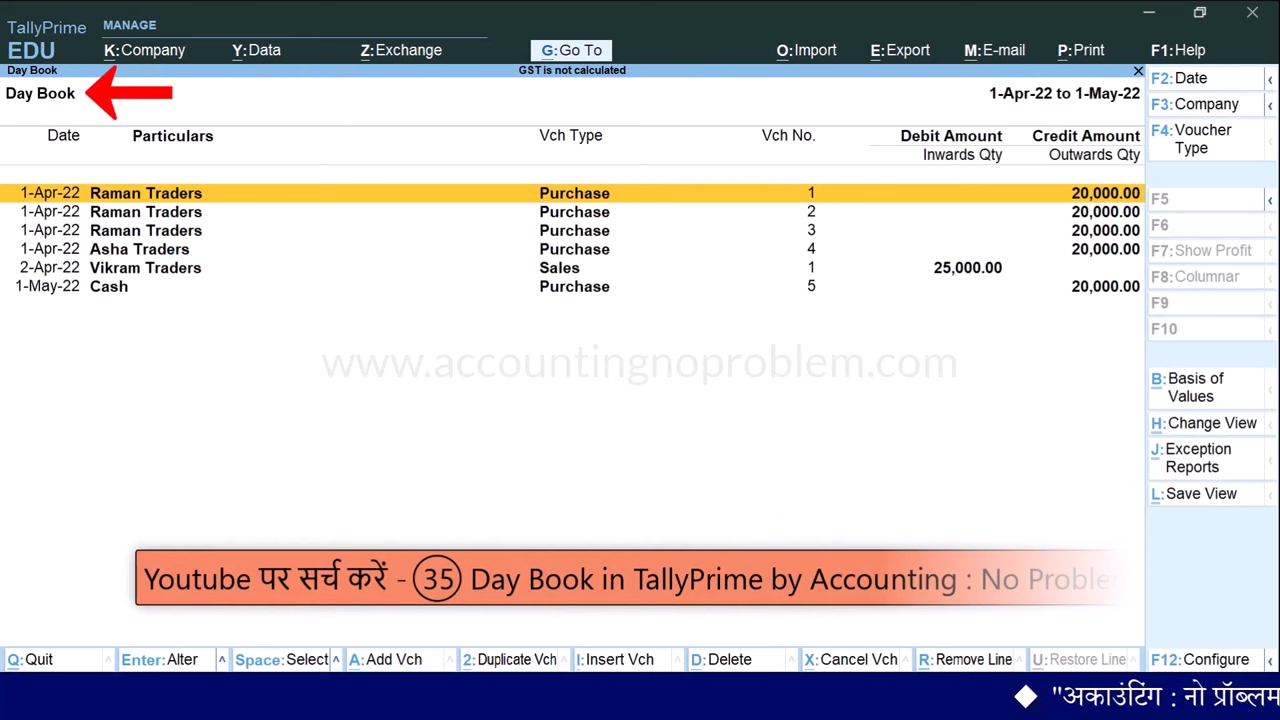 TallyPrime
EDU
MANAGE
K:Company Y:Data Z:Exchange G:Go To O:Import E:Export M:E-mail P:Print F1:Help
Day Book GST is not calculated
Day Book 1-Apr-22 to 1-May-22
Date Particulars Vch Type Vch No. Debit Amount Credit Amount
Inwards Qty Outwards Qty
1-Apr-22 Raman Traders Purchase 1 20,000.00
1-Apr-22 Raman Traders Purchase 2 20,000.00
1-Apr-22 Raman Traders Purchase 3 20,000.00
1-Apr-22 Asha Traders Purchase 4 20,000.00
2-Apr-22 Vikram Traders Sales 1 25,000.00
1-May-22 Cash Purchase 5 20,000.00
www.accountingnoproblem.com
Youtube पर सर्च करें - 35 Day Book in TallyPrime by Accounting : No Proble
F2:Date
F3:Company
F4:Voucher
Type
F5
F6
F7:Show Profit
F8:Columnar
F9
F10
B:Basis of
Values
H:Change View
J:Exception
Reports
L:Save View
Q:Quit Enter:Alter Space:Select A:Add Vch 2:Duplicate Vch I:Insert Vch D:Delete X:Cancel Vch R:Remove Line U:Restore Line F12:Configure
"अकाउंटिंग : नो प्रॉब्लम